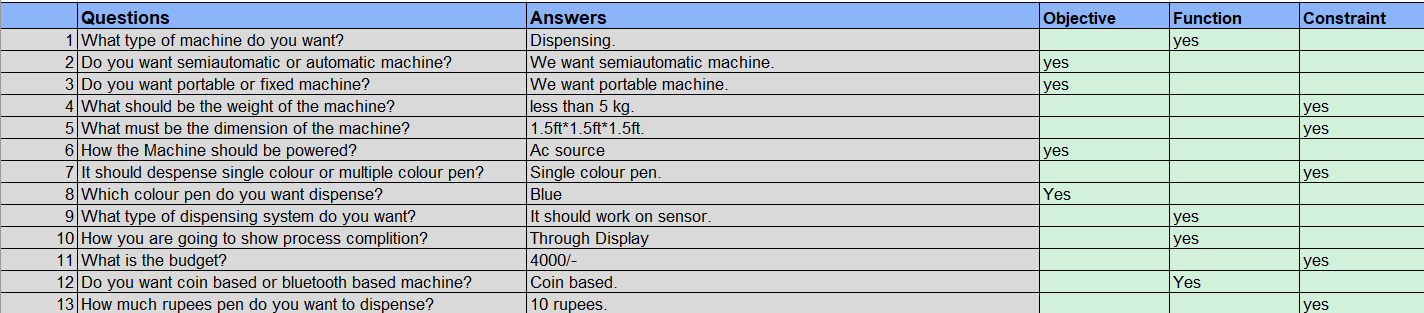 Questions Answers Objective Function Constraint
1 What type of machine do you want? Dispensing. yes
2 Do you want semiautomatic or automatic machine? We want semiautomatic machine. yes
3 Do you want portable or fixed machine? We want portable machine. yes
4 What should be the weight of the machine? less than 5 kg. yes
5 What must be the dimension of the machine? 1.5ft*1.5ft*1.5ft. yes
6 How the Machine should be powered? Ac source yes
7 It should despense single colour or multiple colour pen? Single colour pen. yes
8 Which colour pen do you want dispense? Blue Yes
9 What type of dispensing system do you want? It should work on sensor. yes
10 How you are going to show process complition? Through Display yes
11 What is the budget? 4000/- yes
12 Do you want coin based or bluetooth based machine? Coin based. Yes
13 How much rupees pen do you want to dispense? 10 rupees. yes